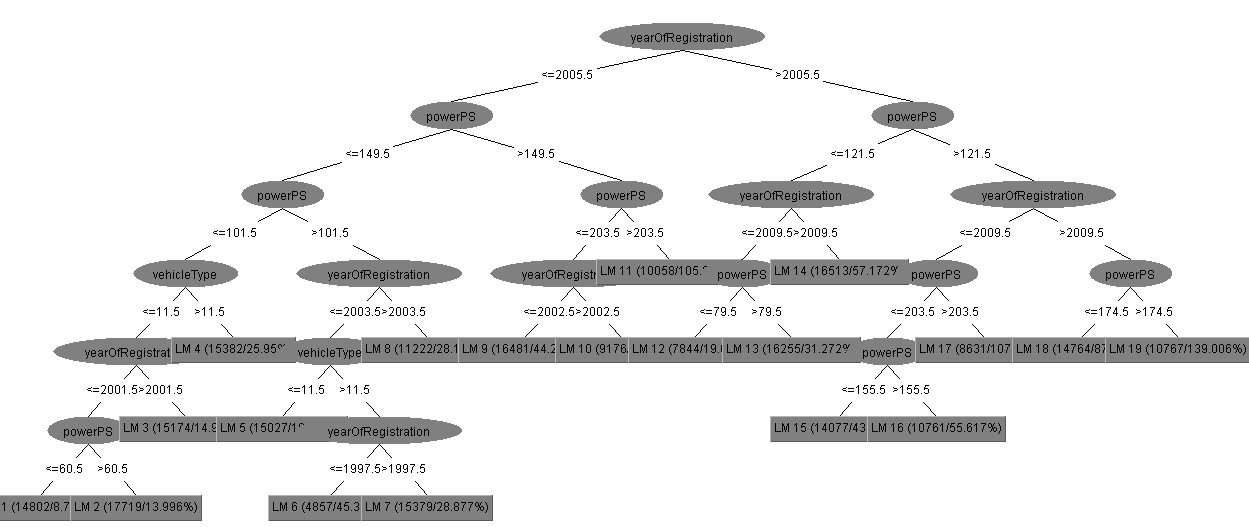 yearOfRegistration
<=2005.5 >2005.5
powerPS powerPS
<=149.5 >149.5 <=121.5 >121.5
powerPS powerPS yearOfRegistration yearOfRegistration
<=101.5 >101.5 <=203.5 >203.5 <=2009.5 >2009.5 <=2009.5 >2009.5
vehicleType yearOfRegistration yearOfRegistr LM 11 (10058/105. powerPS LM 14 (16513/57.172% powerPS powerPS
<=11.5 >11.5 <=2003.5 >2003.5 <=2002.5 >2002.5 <=79.5 >79.5 <=203.5 >203.5 <=174.5 >174.5
yearOfRegistrat LM 4 (15382/25.95% vehicleType LM 8 (11222/28.1 LM 9 (16481/44.2 LM 10 (9176/ LM 12 (7844/19. LM 13 (16255/31.272% powerPS LM 17 (8631/107 LM 18 (14764/87 LM 19 (10767/139.006%)
<=2001.5 >2001.5 <=11.5 >11.5 <=155.5 >155.5
powerPS LM 3 (15174/14.9 LM 5 (15027/1 yearOfRegistration LM 15 (14077/43 LM 16 (10761/55.617%)
<=60.5 >60.5 <=1997.5 >1997.5
1 (14802/8.7 LM 2 (17719/13.996%) LM 6 (4857/45.3 LM 7 (15379/28.877%)